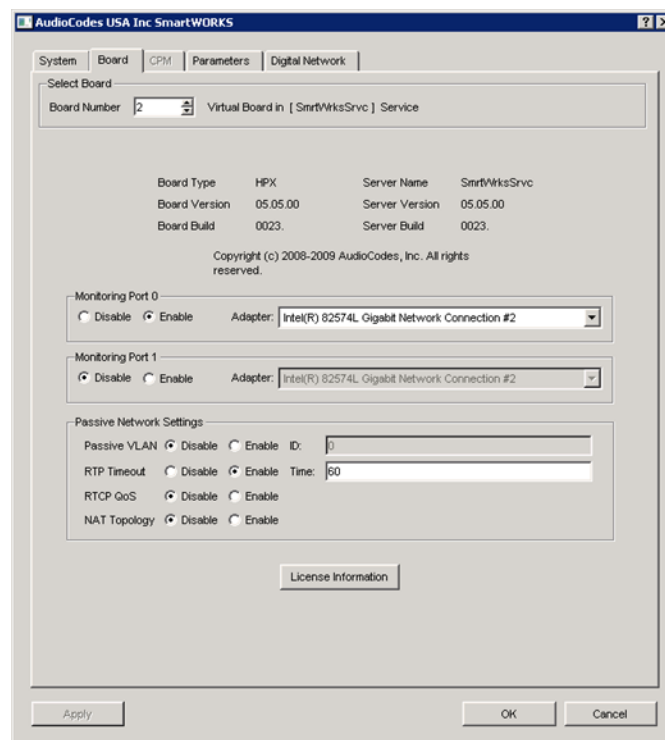 AudioCodes USA Inc SmartWORKS
System Board CPM Parameters Digital Network
Select Board
Board Number 2 Virtual Board in [ SmrtWrksSrvc ] Service
Board Type HPX Server Name SmrtWrksSrvc
Board Version 05.05.00 Server Version 05.05.00
Board Build 0023. Server Build 0023.
Copyright (c) 2008-2009 AudioCodes, Inc. All rights
reserved.
Monitoring Port 0
Disable Enable Adapter: Intel(R) 82574L Gigabit Network Connection #2
Monitoring Port 1
Disable Enable Adapter: Intel(R) 82574L Gigabit Network Connection #2
Passive Network Settings
Passive VLAN Disable Enable ID: 0
RTP Timeout Disable Enable Time: 60
RTCP QoS Disable Enable
NAT Topology Disable Enable
License Information
Apply OK Cancel